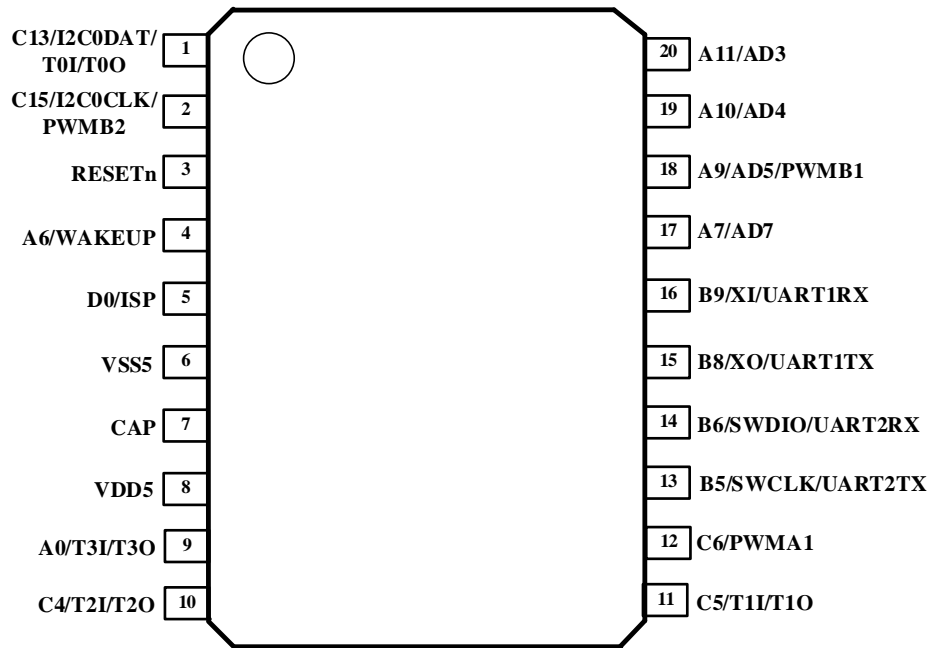 C13/I2C0DAT/
T0I/T0O
1
C15/I2C0CLK/
PWMB2
2
RESETn 3
A6/WAKEUP 4
D0/ISP 5
VSS5 6
CAP 7
VDD5 8
A0/T3I/T3O 9
C4/T2I/T2O 10
20 A11/AD3
19 A10/AD4
18 A9/AD5/PWMB1
17 A7/AD7
16 B9/XI/UART1RX
15 B8/XO/UART1TX
14 B6/SWDIO/UART2RX
13 B5/SWCLK/UART2TX
12 C6/PWMA1
11 C5/T1I/T1O